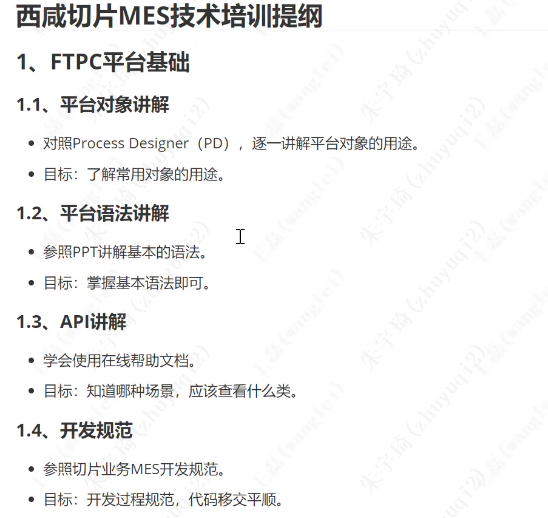 西咸切片MES技术培训提纲
1、FTPC平台基础
1.1、平台对象讲解
对照Process Designer（PD），逐一讲解平台对象的用途。
目标：了解常用对象的用途。
1.2、平台语法讲解
参照PPT讲解基本的语法。
目标：掌握基本语法即可。
1.3、API讲解
学会使用在线帮助文档。
目标：知道哪种场景，应该查看什么类。
1.4、开发规范
参照切片业务MES开发规范。
目标：开发过程规范，代码移交平顺。